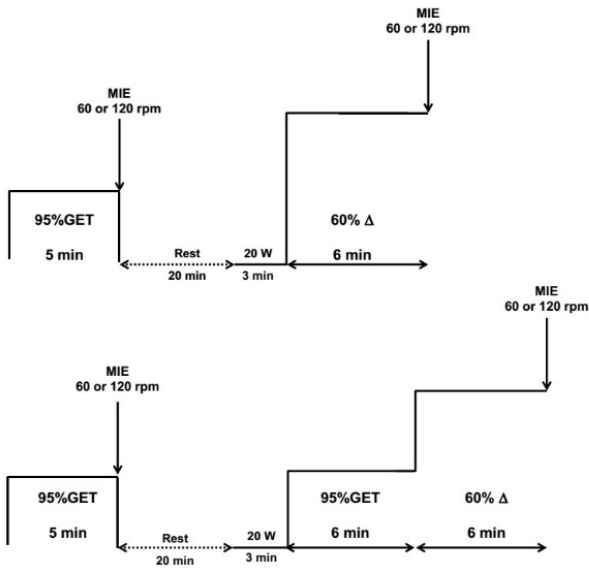 MIE
60 or 120 rpm
MIE
60 or 120 rpm
95%GET
5 min
Rest
20 min
20 W
3 min
60% Δ
6 min
MIE
60 or 120 rpm
MIE
60 or 120 rpm
95%GET
5 min
Rest
20 min
20 W
3 min
95%GET
6 min
60% Δ
6 min